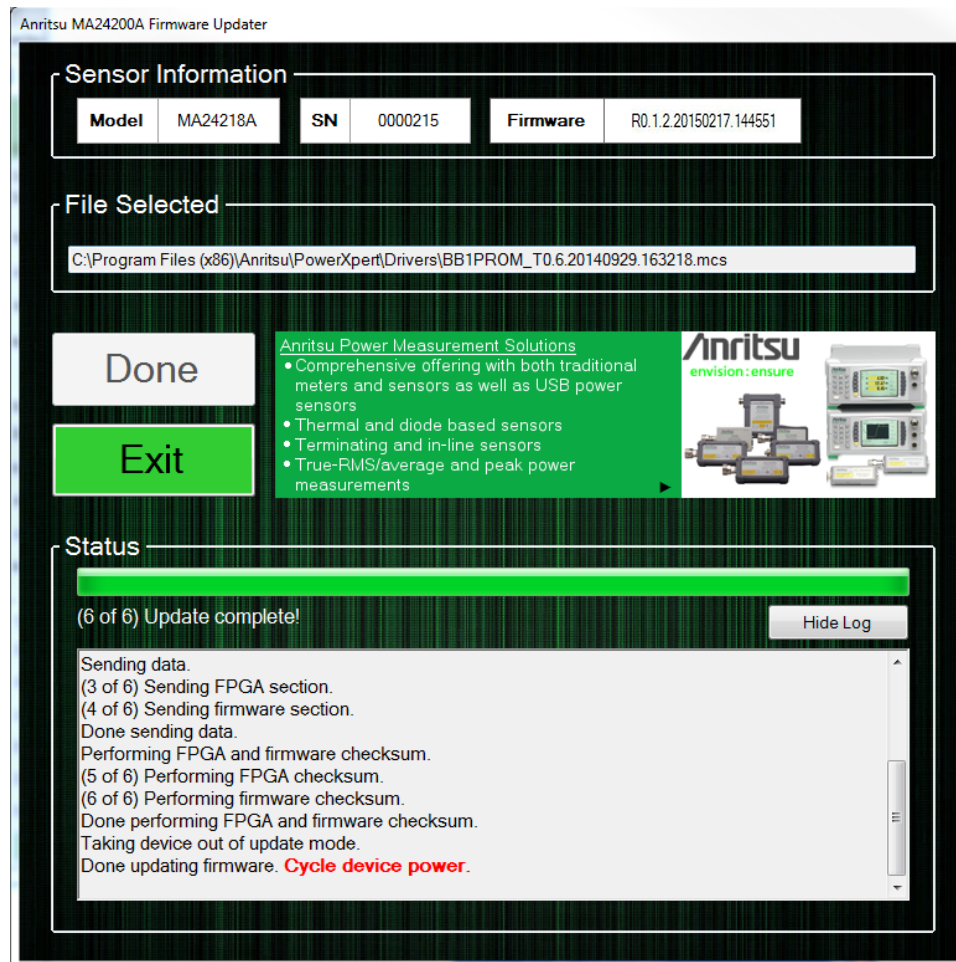 Anritsu MA24200A Firmware Updater
Sensor Information
Model MA24218A SN 0000215 Firmware R0.1.2.20150217.144551
File Selected
C:\Program Files (x86)\Anritsu\PowerXpert\Drivers\BB1PROM_T0.6.20140929.163218.mcs
Done
Exit
Anritsu Power Measurement Solutions
• Comprehensive offering with both traditional
meters and sensors as well as USB power
sensors
• Thermal and diode based sensors
• Terminating and in-line sensors
• True-RMS/average and peak power
measurements
Anritsu
envision : ensure
Status
(6 of 6) Update complete!
Hide Log
Sending data.
(3 of 6) Sending FPGA section.
(4 of 6) Sending firmware section.
Done sending data.
Performing FPGA and firmware checksum.
(5 of 6) Performing FPGA checksum.
(6 of 6) Performing firmware checksum.
Done performing FPGA and firmware checksum.
Taking device out of update mode.
Done updating firmware. Cycle device power.